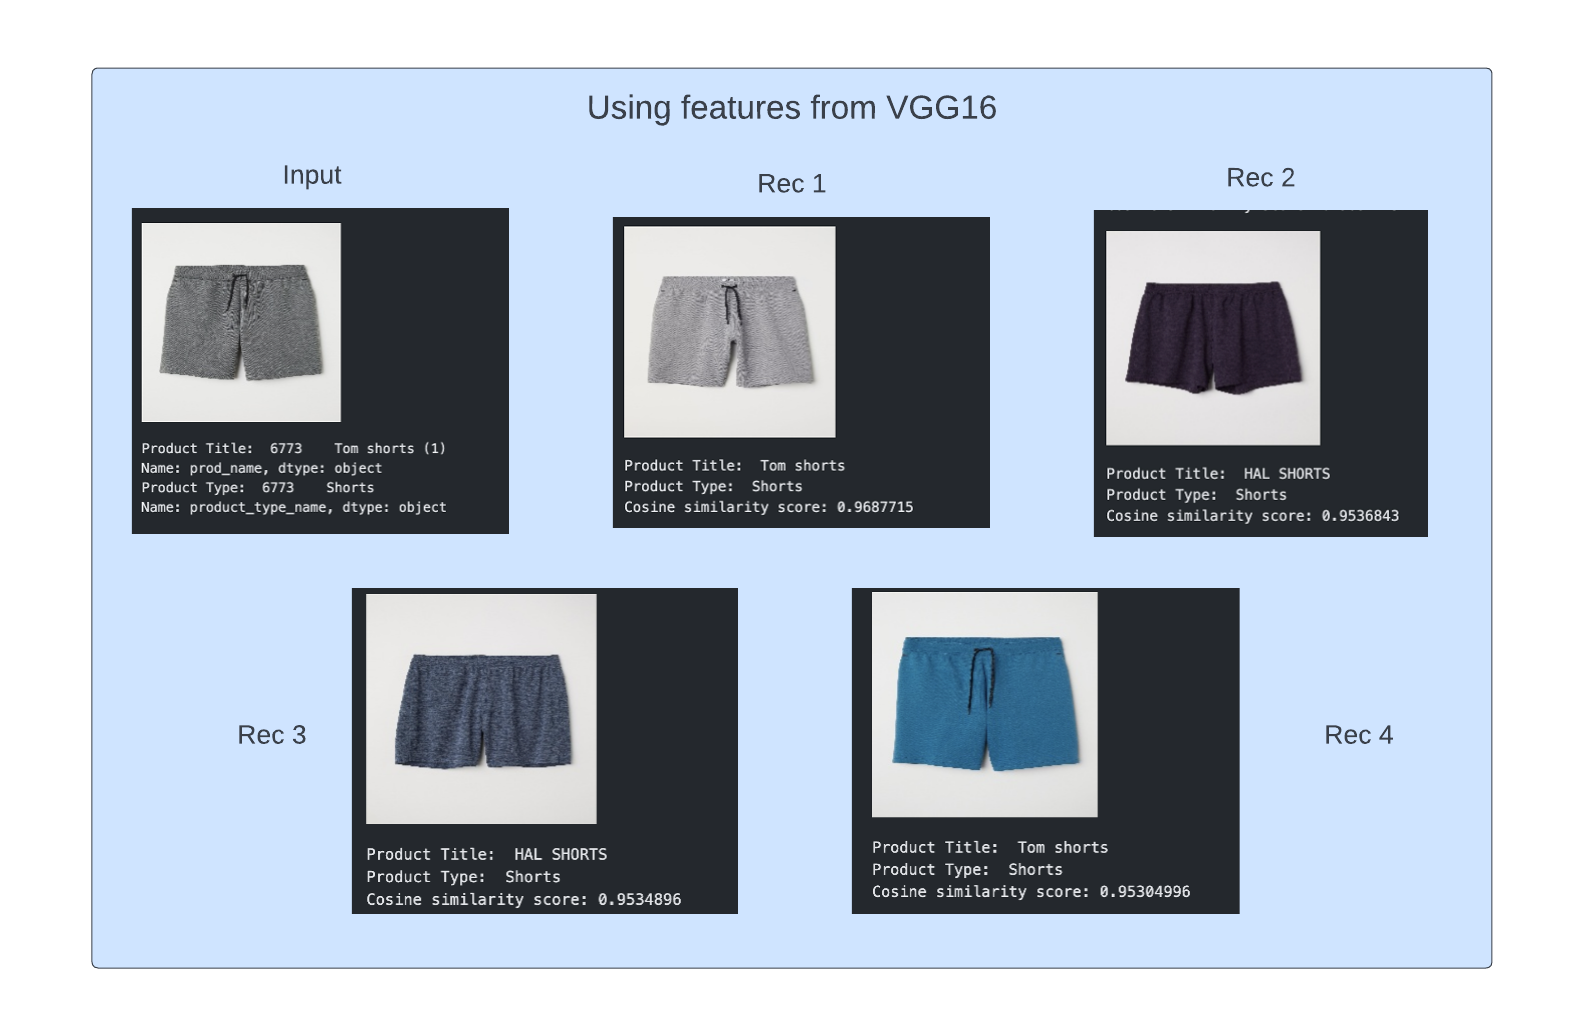 Using features from VGG16
Input
Rec 1
Rec 2
Product Title:  6773    Tom shorts (1)
Name: prod_name, dtype: object
Product Type:  6773    Shorts
Name: product_type_name, dtype: object
Product Title:  Tom shorts
Product Type:  Shorts
Cosine similarity score: 0.9687715
Product Title:  HAL SHORTS
Product Type:  Shorts
Cosine similarity score: 0.9536843
Rec 3
Product Title:  HAL SHORTS
Product Type:  Shorts
Cosine similarity score: 0.9534896
Product Title:  Tom shorts
Product Type:  Shorts
Cosine similarity score: 0.95304996
Rec 4